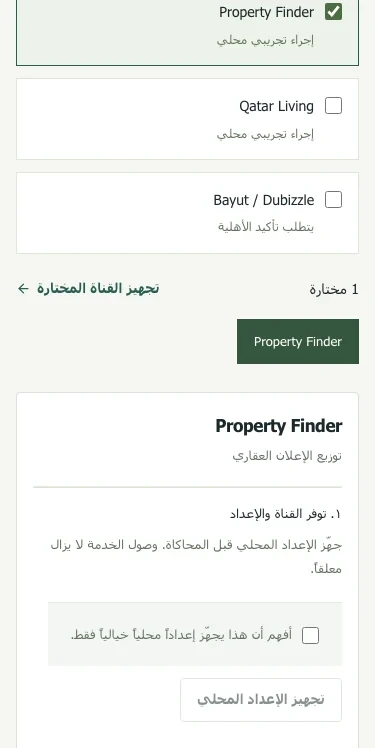 Property Finder
إجراء تجريبي محلي
Qatar Living
إجراء تجريبي محلي
Bayut / Dubizzle
يتطلب تأكيد الأهلية
1 مختارة
تجهيز القناة المختارة ←
Property Finder
Property Finder
توزيع الإعلان العقاري
١. توفر القناة والإعداد
جهّز الإعداد المحلي قبل المحاكاة. وصول الخدمة لا يزال
معلقاً.
أفهم أن هذا يجهّز إعداداً محلياً خيالياً فقط.
تجهيز الإعداد المحلي